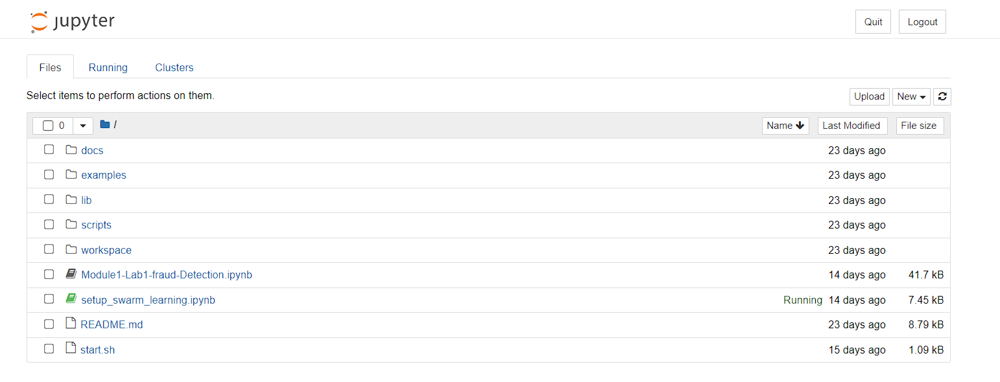 jupyter Quit Logout
Files Running Clusters
Select items to perform actions on them. Upload New
0 / Name Last Modified File size
docs 23 days ago
examples 23 days ago
lib 23 days ago
scripts 23 days ago
workspace 23 days ago
Module1-Lab1-fraud-Detection.ipynb 14 days ago 41.7 kB
setup_swarm_learning.ipynb Running 14 days ago 7.45 kB
README.md 23 days ago 8.79 kB
start.sh 15 days ago 1.09 kB